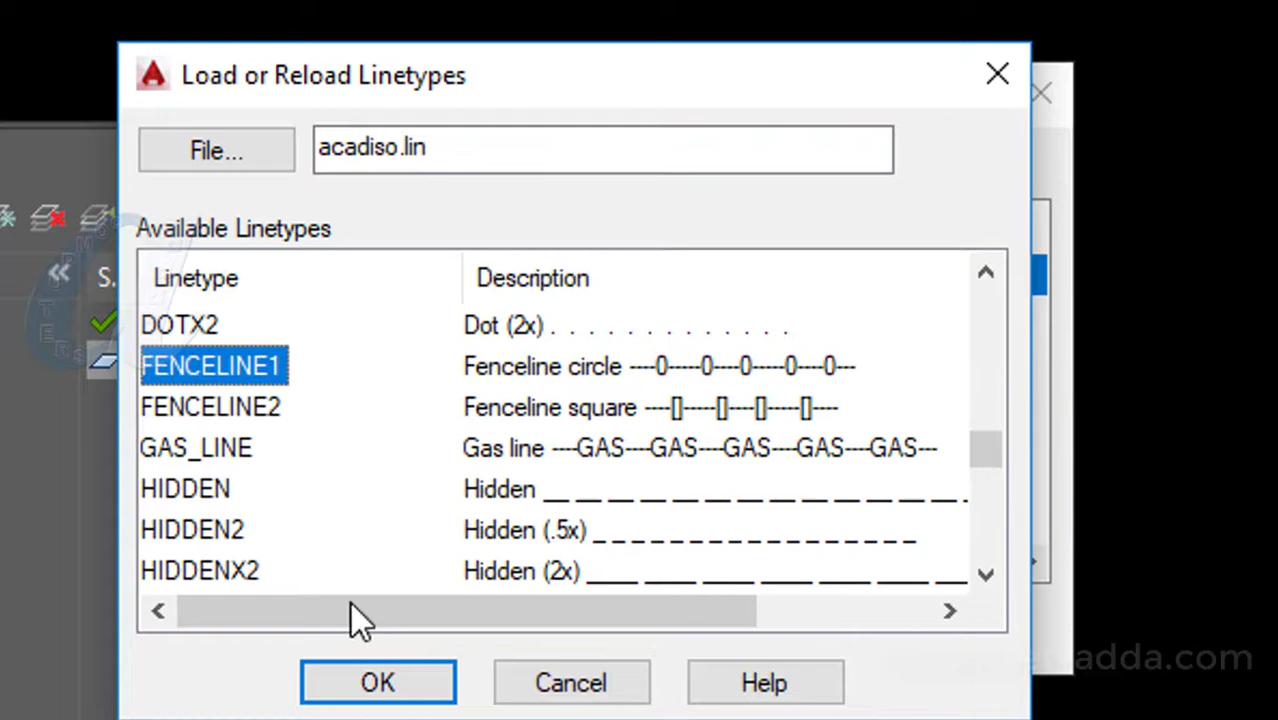 Load or Reload Linetypes
File... acadiso.lin
Available Linetypes
S.
Linetype Description
DOTX2 Dot (2x) . . . . . . . . . . . . .
FENCELINE1 Fenceline circle ----0-----0----0-----0----0---
FENCELINE2 Fenceline square ----[]-----[]----[]-----[]----
GAS_LINE Gas line ----GAS----GAS----GAS----GAS----GAS---
HIDDEN Hidden __ __ __ __ __ __ __ __ __ __ __ __ __ .
HIDDEN2 Hidden (.5x) _ _ _ _ _ _ _ _ _ _ _ _ _ _ _ _ _
HIDDENX2 Hidden (2x) ____ ____ ____ ____ ____ ____ ___
OK Cancel Help
adda.com